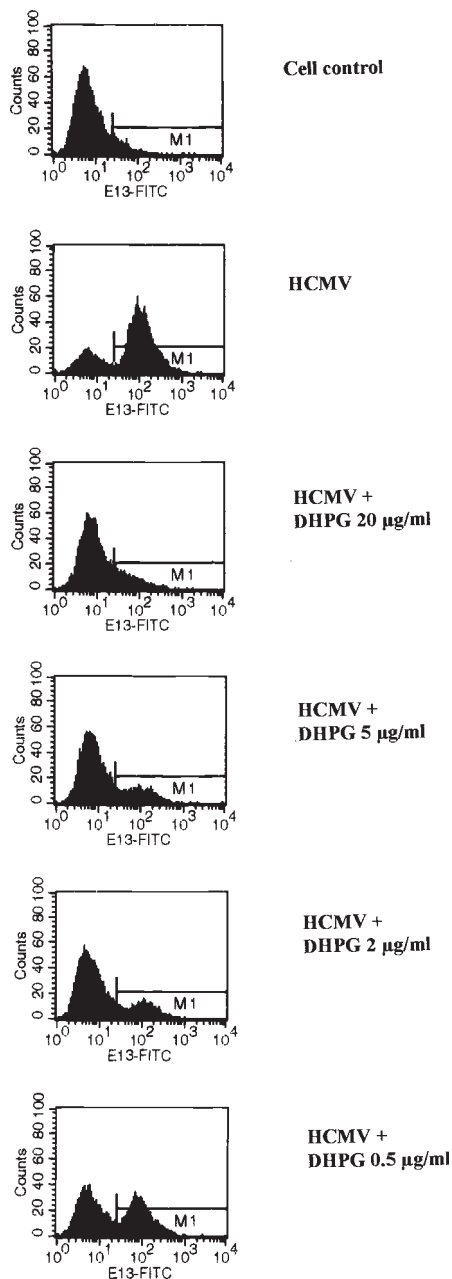 Counts
0 20 40 60 80 100
M1
10^0 10^1 10^2 10^3 10^4
E13-FITC
Cell control
Counts
0 20 40 60 80 100
M1
10^0 10^1 10^2 10^3 10^4
E13-FITC
HCMV
Counts
0 20 40 60 80 100
M1
10^0 10^1 10^2 10^3 10^4
E13-FITC
HCMV +
DHPG 20 µg/ml
Counts
0 20 40 60 80 100
M1
10^0 10^1 10^2 10^3 10^4
E13-FITC
HCMV +
DHPG 5 µg/ml
Counts
0 20 40 60 80 100
M1
10^0 10^1 10^2 10^3 10^4
E13-FITC
HCMV +
DHPG 2 µg/ml
Counts
0 20 40 60 80 100
M1
10^0 10^1 10^2 10^3 10^4
E13-FITC
HCMV +
DHPG 0.5 µg/ml